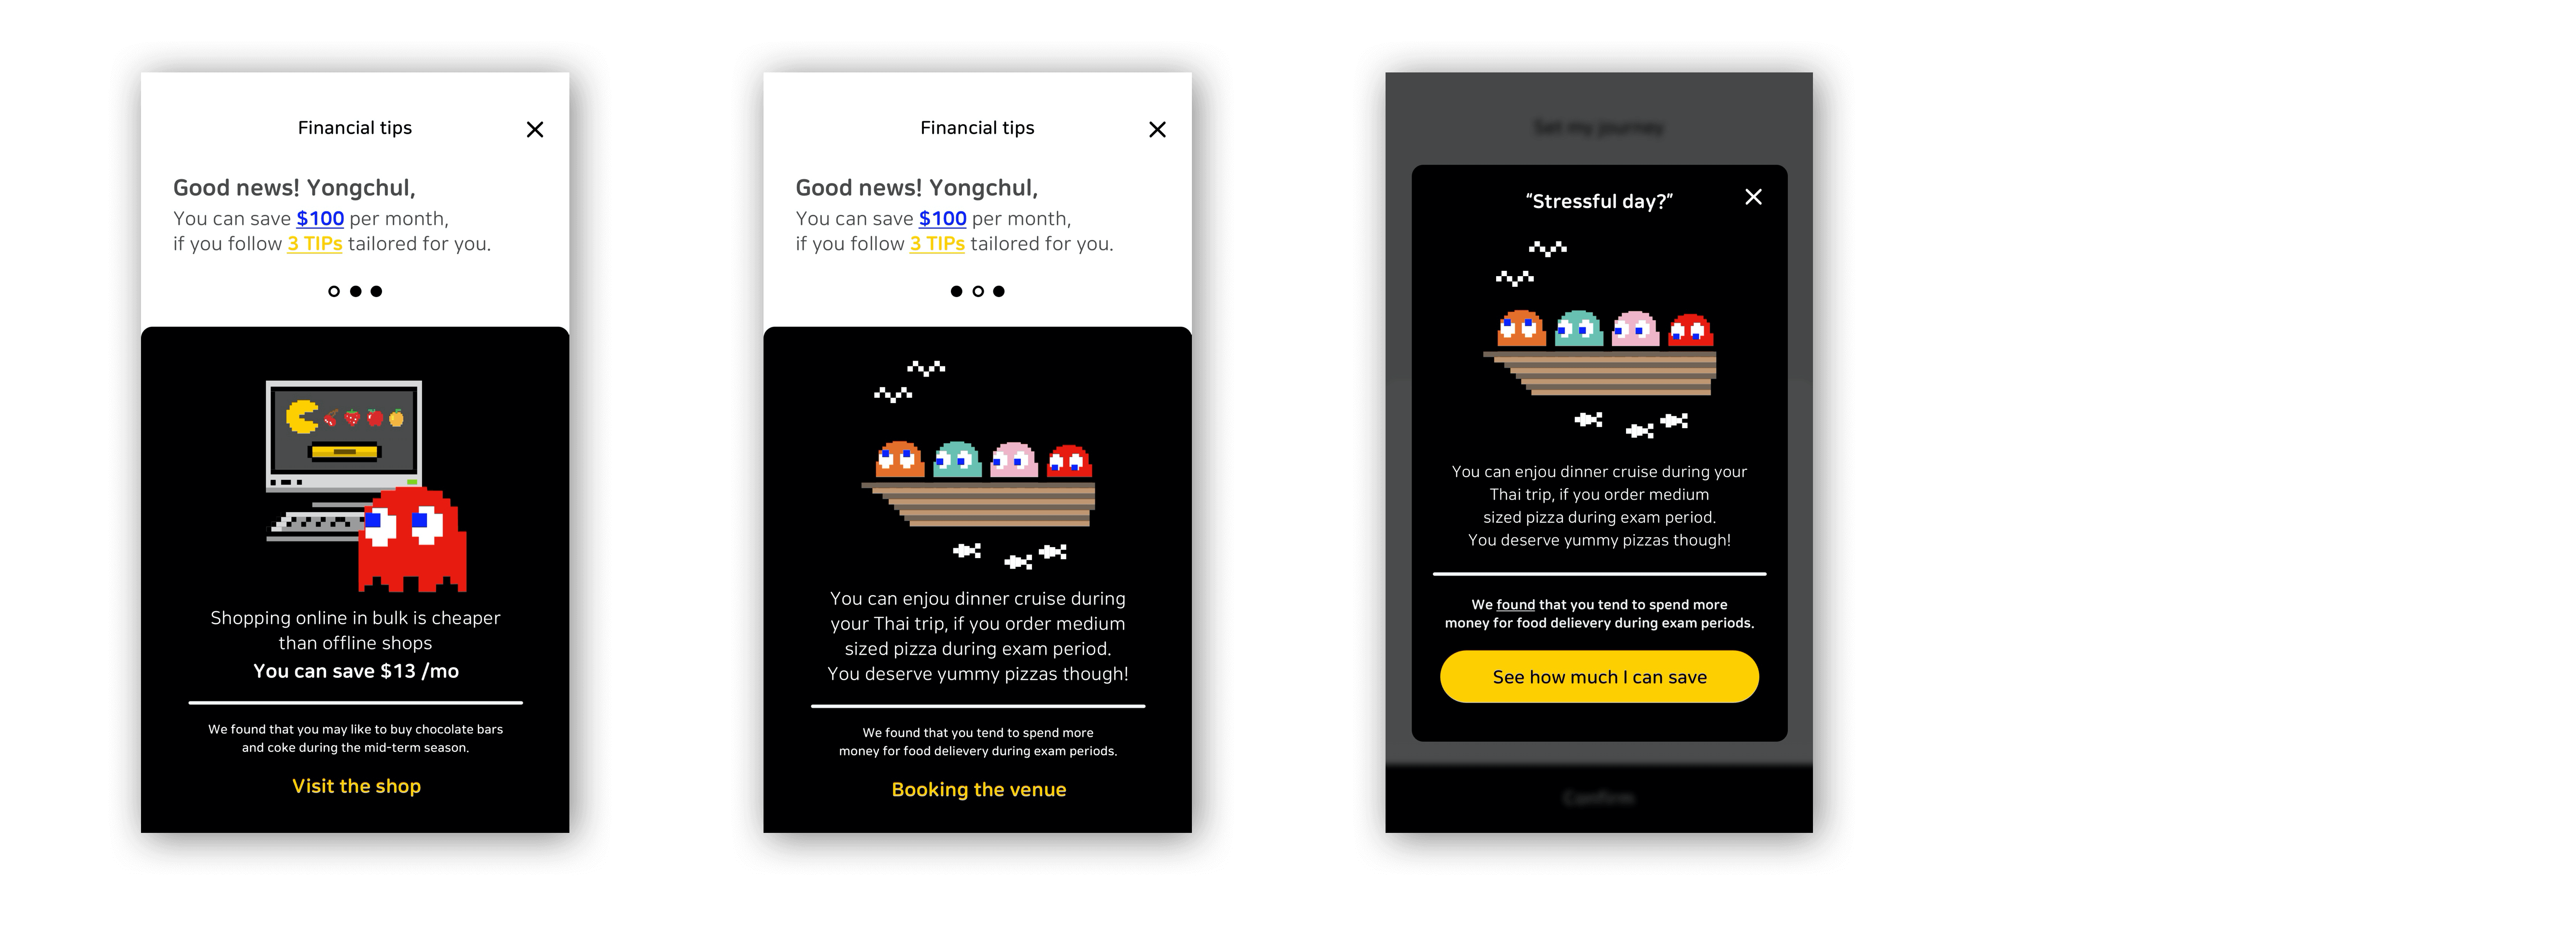 Financial tips
Good news! Yongchul,
You can save $100 per month,
if you follow 3 TIPs tailored for you.
Shopping online in bulk is cheaper
than offline shops
You can save $13 /mo
We found that you may like to buy chocolate bars
and coke during the mid-term season.
Visit the shop
Financial tips
Good news! Yongchul,
You can save $100 per month,
if you follow 3 TIPs tailored for you.
You can enjou dinner cruise during
your Thai trip, if you order medium
sized pizza during exam period.
You deserve yummy pizzas though!
We found that you tend to spend more
money for food delievery during exam periods.
Booking the venue
Set my journey
“Stressful day?”
You can enjou dinner cruise during your
Thai trip, if you order medium
sized pizza during exam period.
You deserve yummy pizzas though!
We found that you tend to spend more
money for food delievery during exam periods.
See how much I can save
Confirm